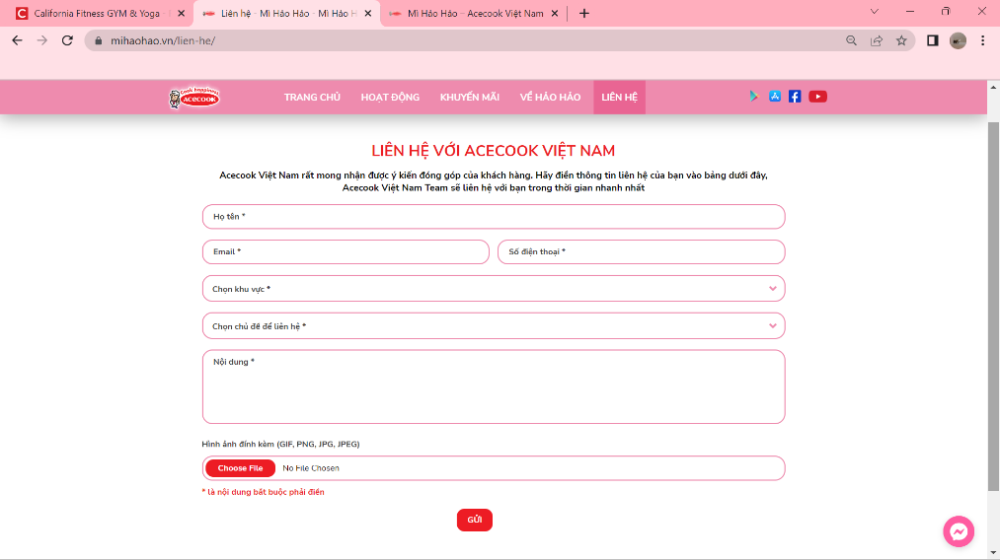 California Fitness GYM & Yoga -
Liên hệ - Mì Hảo Hảo - Mì Hảo H
Mì Hảo Hảo - Acecook Việt Nam
mihaohao.vn/lien-he/
Cook happiness
ACECOOK
TRANG CHỦ
HOẠT ĐỘNG
KHUYẾN MÃI
VỀ HẢO HẢO
LIÊN HỆ
LIÊN HỆ VỚI ACECOOK VIỆT NAM
Acecook Việt Nam rất mong nhận được ý kiến đóng góp của khách hàng. Hãy điền thông tin liên hệ của bạn vào bảng dưới đây,
Acecook Việt Nam Team sẽ liên hệ với bạn trong thời gian nhanh nhất
Họ tên *
Email *
Số điện thoại *
Chọn khu vực *
Chọn chủ đề để liên hệ *
Nội dung *
Hình ảnh đính kèm (GIF, PNG, JPG, JPEG)
Choose File
No File Chosen
* là nội dung bắt buộc phải điền
GỬI